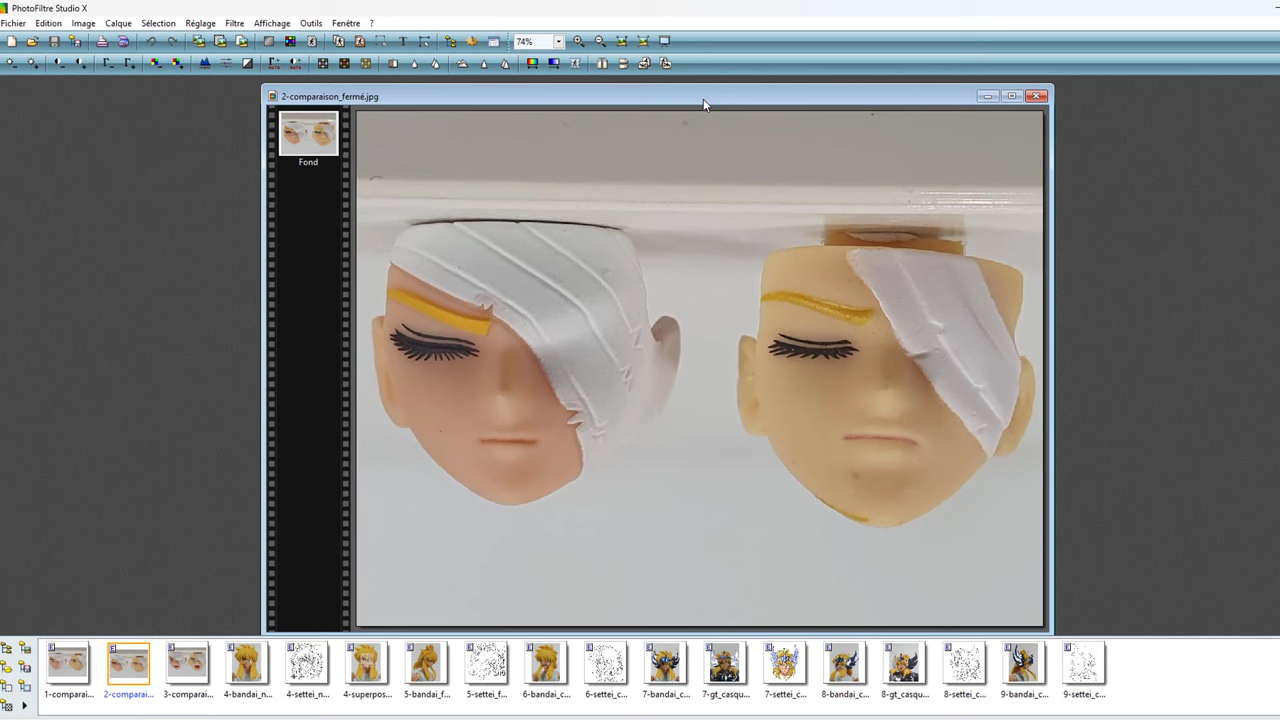 PhotoFiltre Studio X
Fichier Edition Image Calque Sélection Réglage Filtre Affichage Outils Fenêtre ?
74%
2-comparaison_fermé.jpg
Fond
1-comparai... 2-comparai... 3-comparai... 4-bandai_n... 4-settei_n... 4-superpos... 5-bandai_f... 5-settei_f... 6-bandai_c... 6-settei_c... 7-bandai_c... 7-gt_casqu... 7-settei_c... 8-bandai_c... 8-gt_casqu... 8-settei_c... 9-bandai_c... 9-settei_c...